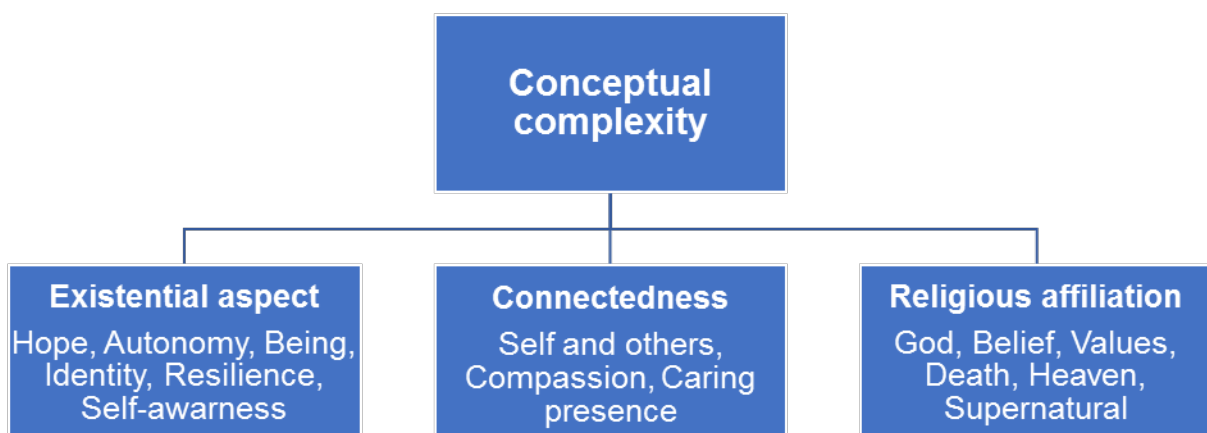 Conceptual
complexity
Existential aspect
Hope, Autonomy, Being,
Identity, Resilience,
Self-awarness
Connectedness
Self and others,
Compassion, Caring
presence
Religious affiliation
God, Belief, Values,
Death, Heaven,
Supernatural